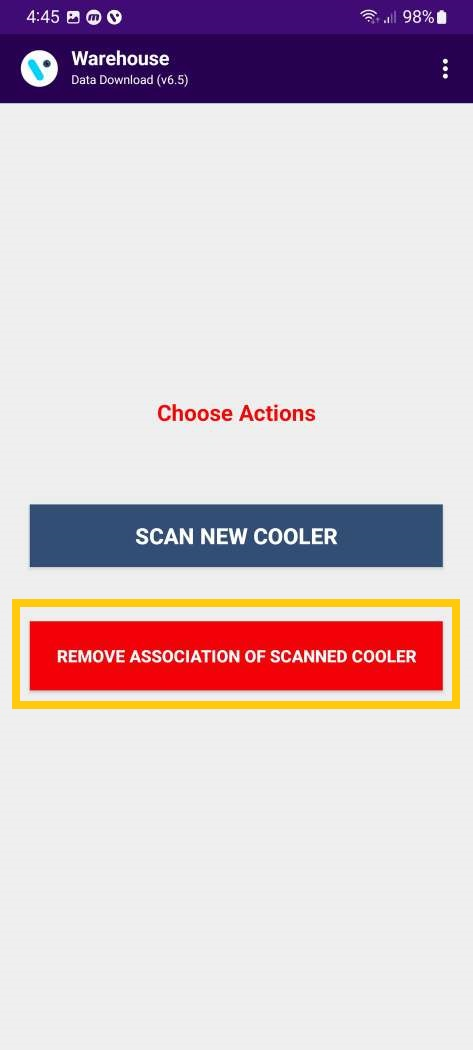 4:45 98%
Warehouse
Data Download (v6.5)
Choose Actions
SCAN NEW COOLER
REMOVE ASSOCIATION OF SCANNED COOLER